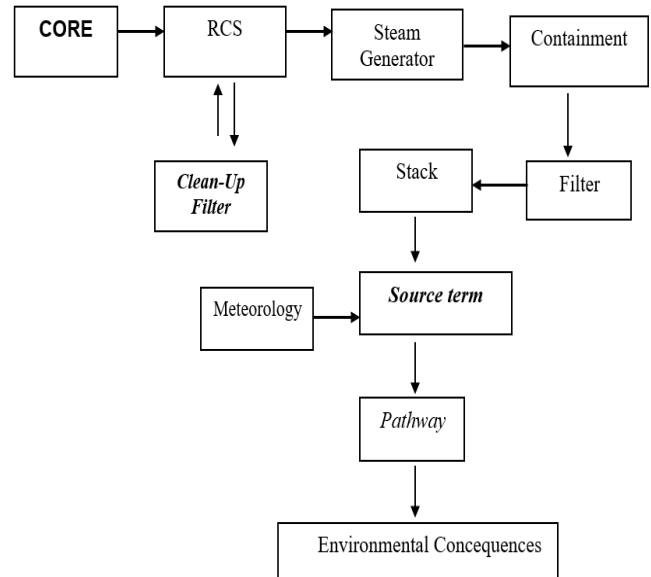 CORE
RCS
Steam
Generator
Containment
Clean-Up
Filter
Stack
Filter
Meteorology
Source term
Pathway
Environmental Concequences